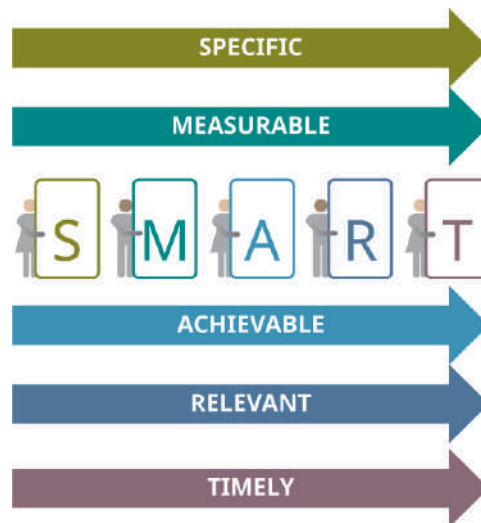 SPECIFIC
MEASURABLE
S M A R T
ACHIEVABLE
RELEVANT
TIMELY